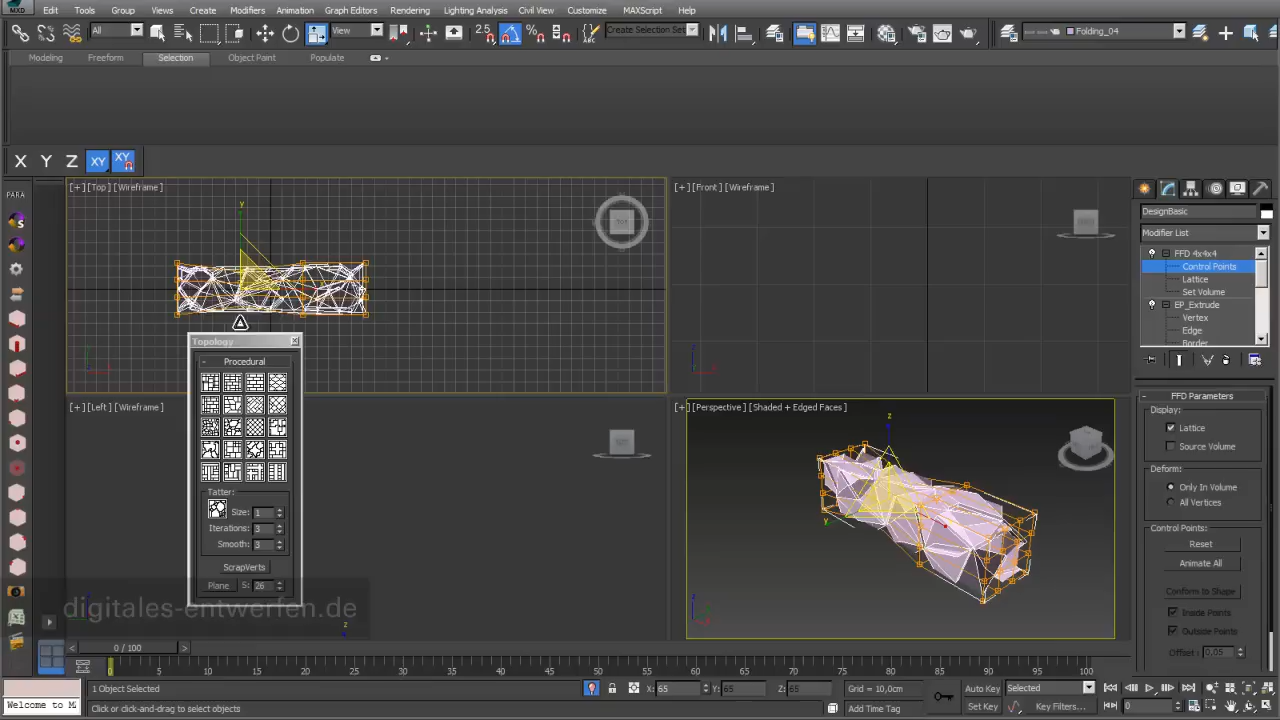 MXD Edit Tools Group Views Create Modifiers Animation Graph Editors Rendering Lighting Analysis Civil View Customize MAXScript Help
All View 2.5 Create Selection Set Folding_04
Modeling Freeform Selection Object Paint Populate
X Y Z XY XY
PARA
[+] [Top] [Wireframe]
[+] [Front] [Wireframe]
DesignBasic
Modifier List
FFD 4x4x4
Control Points
Lattice
Set Volume
EP_Extrude
Vertex
Edge
Border
Topology
Procedural
Tatter:
Size: 1
Iterations: 3
Smooth: 3
ScrapVerts
Plane S: 26
[+] [Left] [Wireframe]
[+] [Perspective] [Shaded + Edged Faces]
FFD Parameters
Display:
Lattice
Source Volume
Deform:
Only In Volume
All Vertices
Control Points:
Reset
Animate All
Conform to Shape
Inside Points
Outside Points
Offset : 0,05
digitales-entwerfen.de
0 / 100
0 5 10 15 20 25 30 35 40 45 50 55 60 65 70 75 80 85 90 95 100
1 Object Selected X: 65 Y: 65 Z: 65 Grid = 10,0cm Auto Key Selected
Welcome to M Click or click-and-drag to select objects Add Time Tag Set Key Key Filters... 0